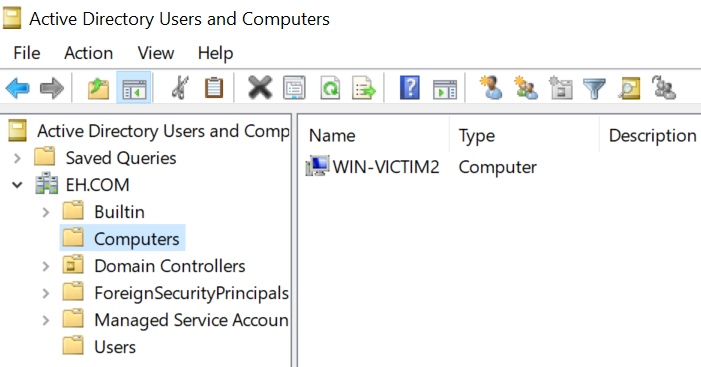 Active Directory Users and Computers
File Action View Help
Active Directory Users and Comp
Saved Queries
EH.COM
Builtin
Computers
Domain Controllers
ForeignSecurityPrincipals
Managed Service Accoun
Users
Name Type Description
WIN-VICTIM2 Computer